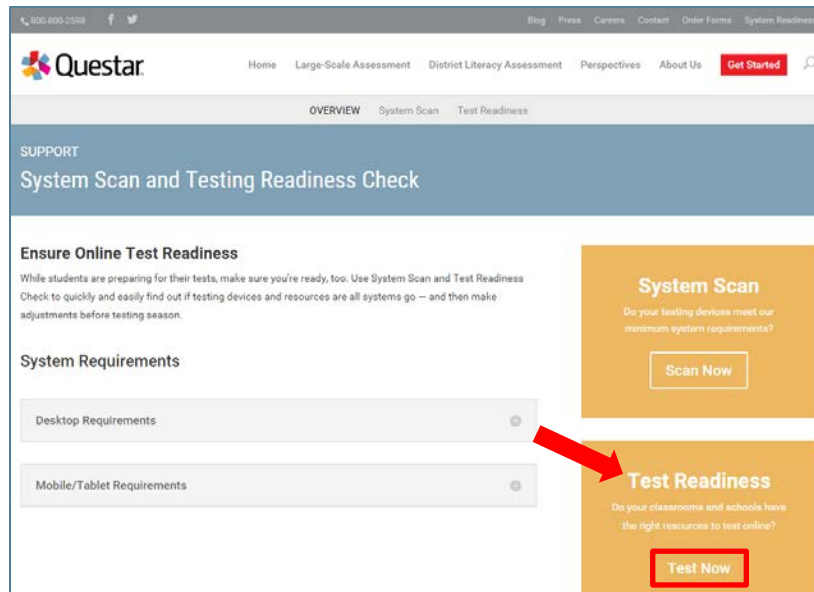 800-800-2598
Blog Press Careers Contact Order Forms System Readiness
Questar
Home Large-Scale Assessment District Literacy Assessment Perspectives About Us Get Started
OVERVIEW System Scan Test Readiness
SUPPORT
System Scan and Testing Readiness Check
Ensure Online Test Readiness
While students are preparing for their tests, make sure you're ready, too. Use System Scan and Test Readiness
Check to quickly and easily find out if testing devices and resources are all systems go — and then make
adjustments before testing season.
System Requirements
Desktop Requirements
Mobile/Tablet Requirements
System Scan
Do your testing devices meet our
minimum system requirements?
Scan Now
Test Readiness
Do your classrooms and schools have
the right resources to test online?
Test Now